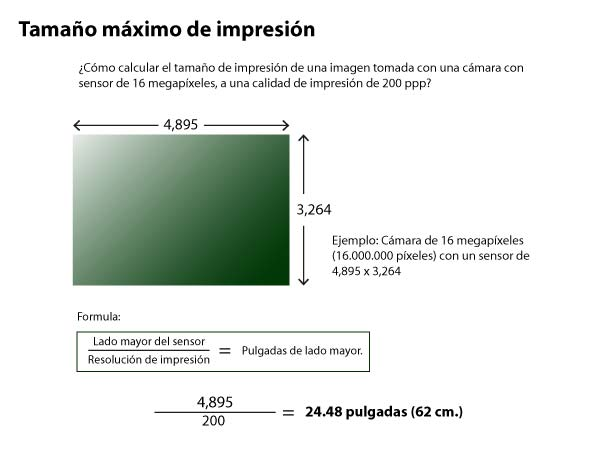 Tamaño máximo de impresión
¿Cómo calcular el tamaño de impresión de una imagen tomada con una cámara con
sensor de 16 megapíxeles, a una calidad de impresión de 200 ppp?
4,895
3,264
Ejemplo: Cámara de 16 megapíxeles
(16.000.000 píxeles) con un sensor de
4,895 x 3,264
Formula:
Lado mayor del sensor
Resolución de impresión
= Pulgadas de lado mayor.
4,895
200
= 24.48 pulgadas (62 cm.)